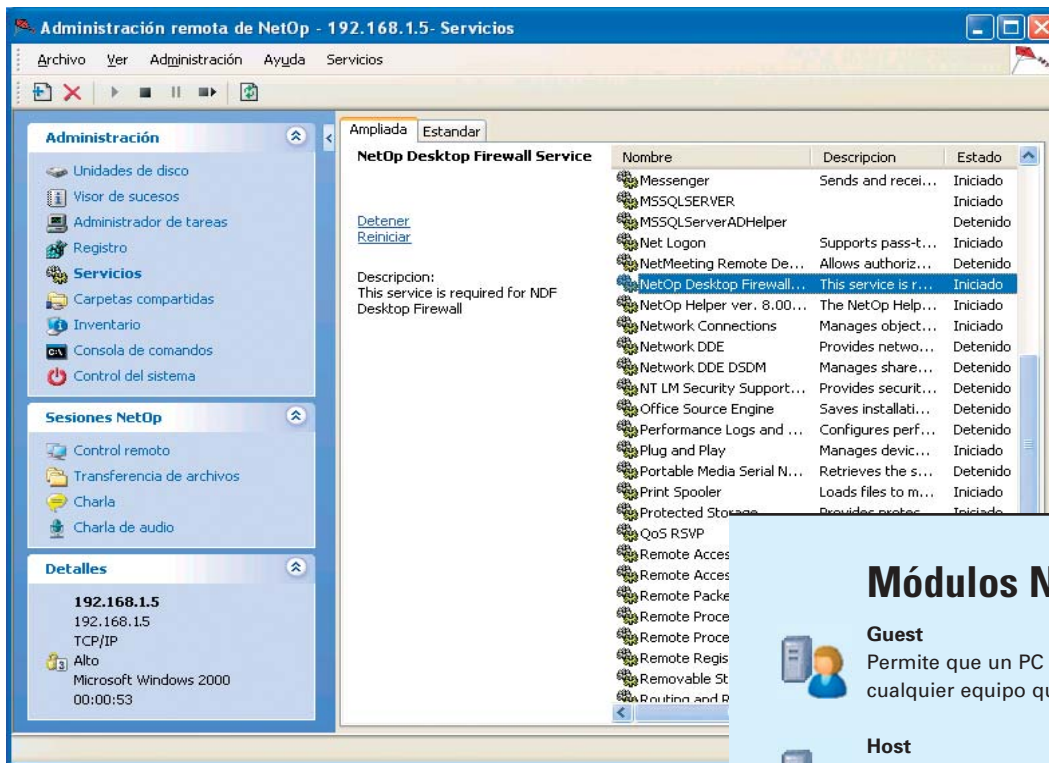 Administración remota de NetOp - 192.168.1.5- Servicios
Archivo Ver Administración Ayuda Servicios
Administración
Unidades de disco
Visor de sucesos
Administrador de tareas
Registro
Servicios
Carpetas compartidas
Inventario
Consola de comandos
Control del sistema
Sesiones NetOp
Control remoto
Transferencia de archivos
Charla
Charla de audio
Detalles
192.168.1.5
192.168.1.5
TCP/IP
Alto
Microsoft Windows 2000
00:00:53
Ampliada Estandar
NetOp Desktop Firewall Service
Detener
Reiniciar
Descripcion:
This service is required for NDF
Desktop Firewall
Nombre Descripcion Estado
Messenger Sends and recei... Iniciado
MSSQLSERVER Iniciado
MSSQLServerADHelper Detenido
Net Logon Supports pass-t... Iniciado
NetMeeting Remote De... Allows authoriz... Detenido
NetOp Desktop Firewall... This service is r... Iniciado
NetOp Helper ver. 8.00... The NetOp Help... Iniciado
Network Connections Manages object... Iniciado
Network DDE Provides netwo... Detenido
Network DDE DSDM Manages share... Detenido
NT LM Security Support... Provides securit... Detenido
Office Source Engine Saves installati... Detenido
Performance Logs and ... Configures perf... Detenido
Plug and Play Manages devic... Iniciado
Portable Media Serial N... Retrieves the s... Detenido
Print Spooler Loads files to m... Iniciado
Protected Storage Provides protec... Iniciado
QoS RSVP
Remote Acces
Remote Acces
Remote Packe
Remote Proce
Remote Proce
Remote Regis
Removable St
Routing and R
Módulos N
Guest
Permite que un PC
cualquier equipo qu
Host